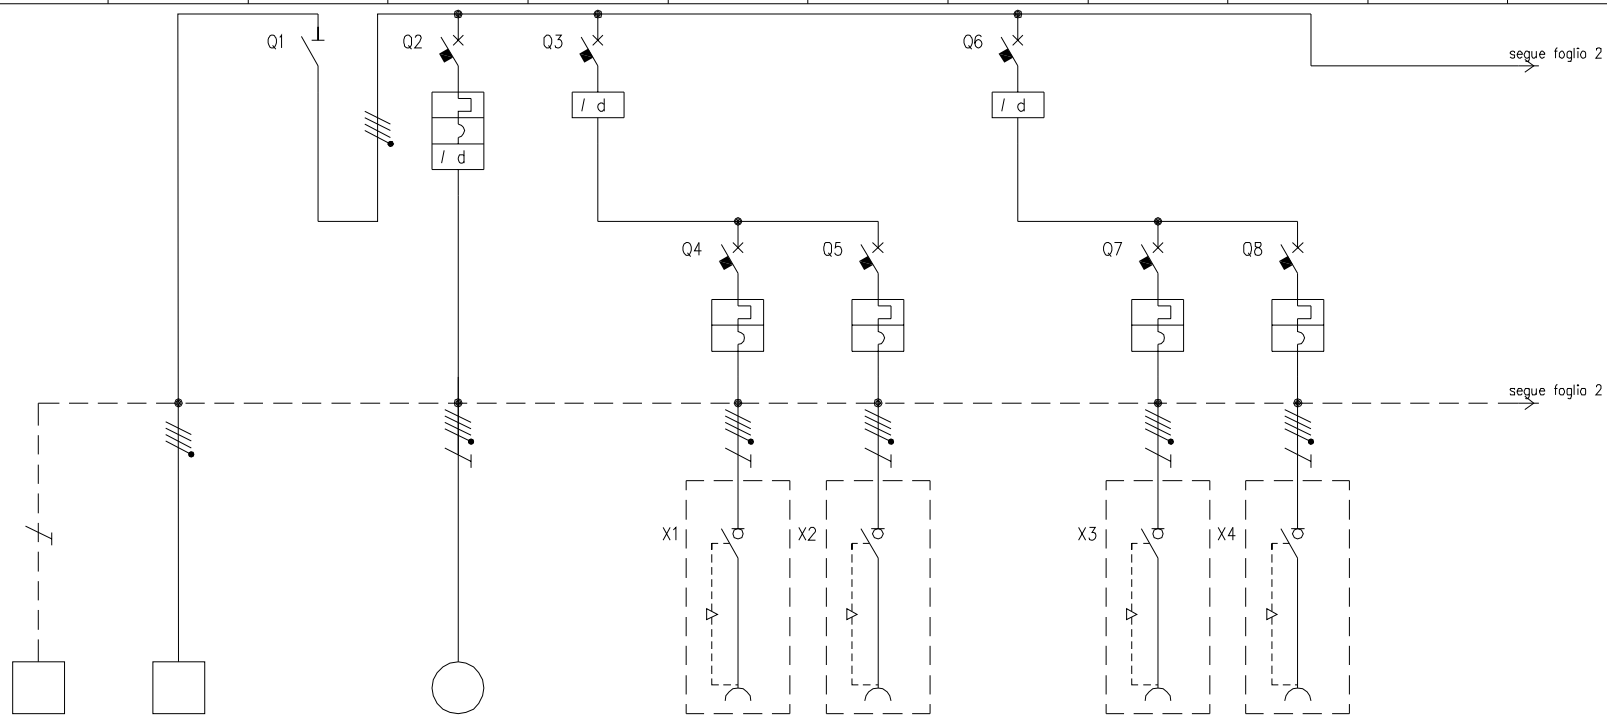 Q1
Q2
Q3
Q6
segue foglio 2
I d
I d
I d
Q4
Q5
Q7
Q8
segue foglio 2
X1
X2
X3
X4